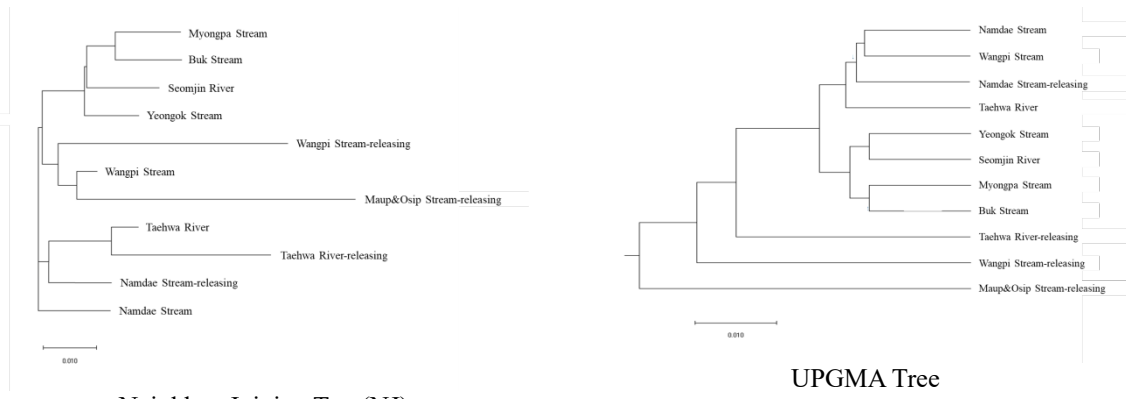 Myongpa Stream
Buk Stream
Seomjin River
Yeongok Stream
Wangpi Stream-releasing
Wangpi Stream
Maup&Osip Stream-releasing
Taehwa River
Taehwa River-releasing
Namdae Stream-releasing
Namdae Stream
0.010
Namdae Stream
Wangpi Stream
Namdae Stream-releasing
Taehwa River
Yeongok Stream
Seomjin River
Myongpa Stream
Buk Stream
Taehwa River-releasing
Wangpi Stream-releasing
Maup&Osip Stream-releasing
0.010
UPGMA Tree